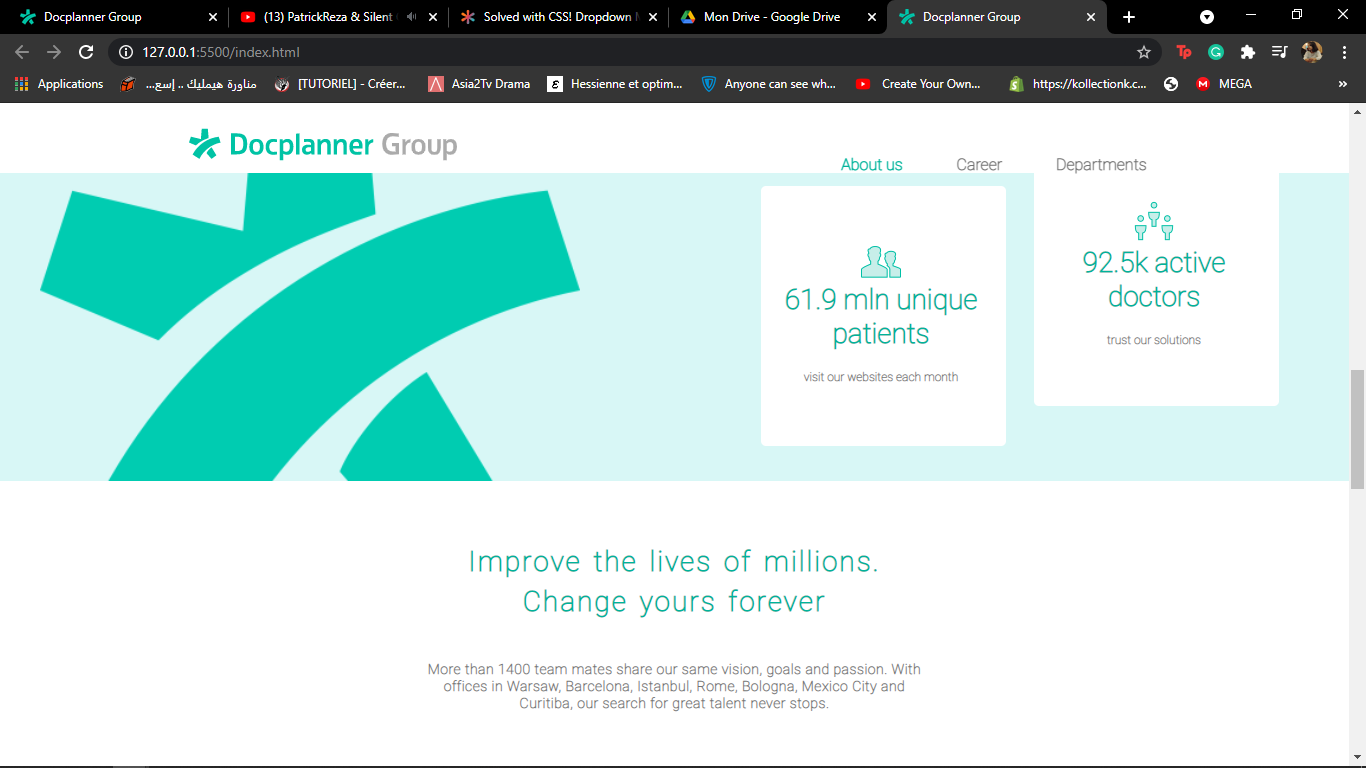 Docplanner Group
(13) PatrickReza & Silent
Solved with CSS! Dropdown
Mon Drive - Google Drive
Docplanner Group
127.0.0.1:5500/index.html
Applications
مناورة هيمليك .. إسع...
[TUTORIEL] - Créer...
Asia2Tv Drama
Hessienne et optim...
Anyone can see wh...
Create Your Own...
https://kollectionk.c...
MEGA
»
Docplanner Group
About us
Career
Departments
61.9 mln unique
patients
visit our websites each month
92.5k active
doctors
trust our solutions
Improve the lives of millions.
Change yours forever
More than 1400 team mates share our same vision, goals and passion. With
offices in Warsaw, Barcelona, Istanbul, Rome, Bologna, Mexico City and
Curitiba, our search for great talent never stops.